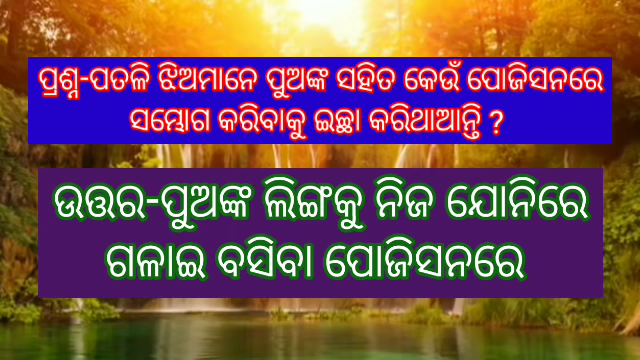 ପ୍ରଶ୍ନ-ପତଳି ଝିଅମାନେ ପୁଅଙ୍କ ସହିତ କେଉଁ ପୋଜିସନରେ
ସମ୍ଭୋଗ କରିବାକୁ ଇଚ୍ଛା କରିଥାଆନ୍ତି ?
ଉତ୍ତର-ପୁଅଙ୍କ ଲିଙ୍ଗକୁ ନିଜ ଯୋନିରେ
ଗଳାଇ ବସିବା ପୋଜିସନରେ